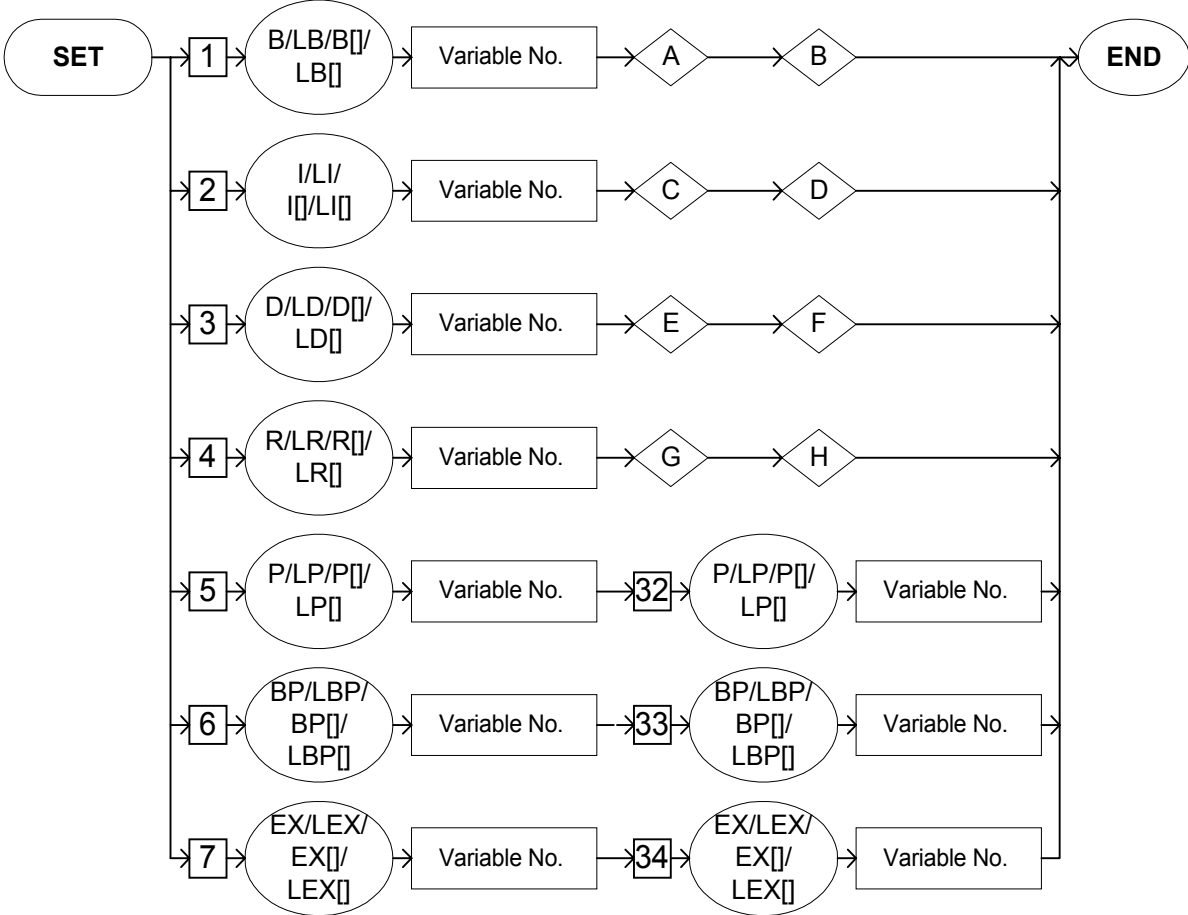 SET
1
B/LB/B[]/
LB[]
Variable No.
A
B
END
2
I/LI/
I[]/LI[]
Variable No.
C
D
3
D/LD/D[]/
LD[]
Variable No.
E
F
4
R/LR/R[]/
LR[]
Variable No.
G
H
5
P/LP/P[]/
LP[]
Variable No.
32
P/LP/P[]/
LP[]
Variable No.
6
BP/LBP/
BP[]/
LBP[]
Variable No.
33
BP/LBP/
BP[]/
LBP[]
Variable No.
7
EX/LEX/
EX[]/
LEX[]
Variable No.
34
EX/LEX/
EX[]/
LEX[]
Variable No.